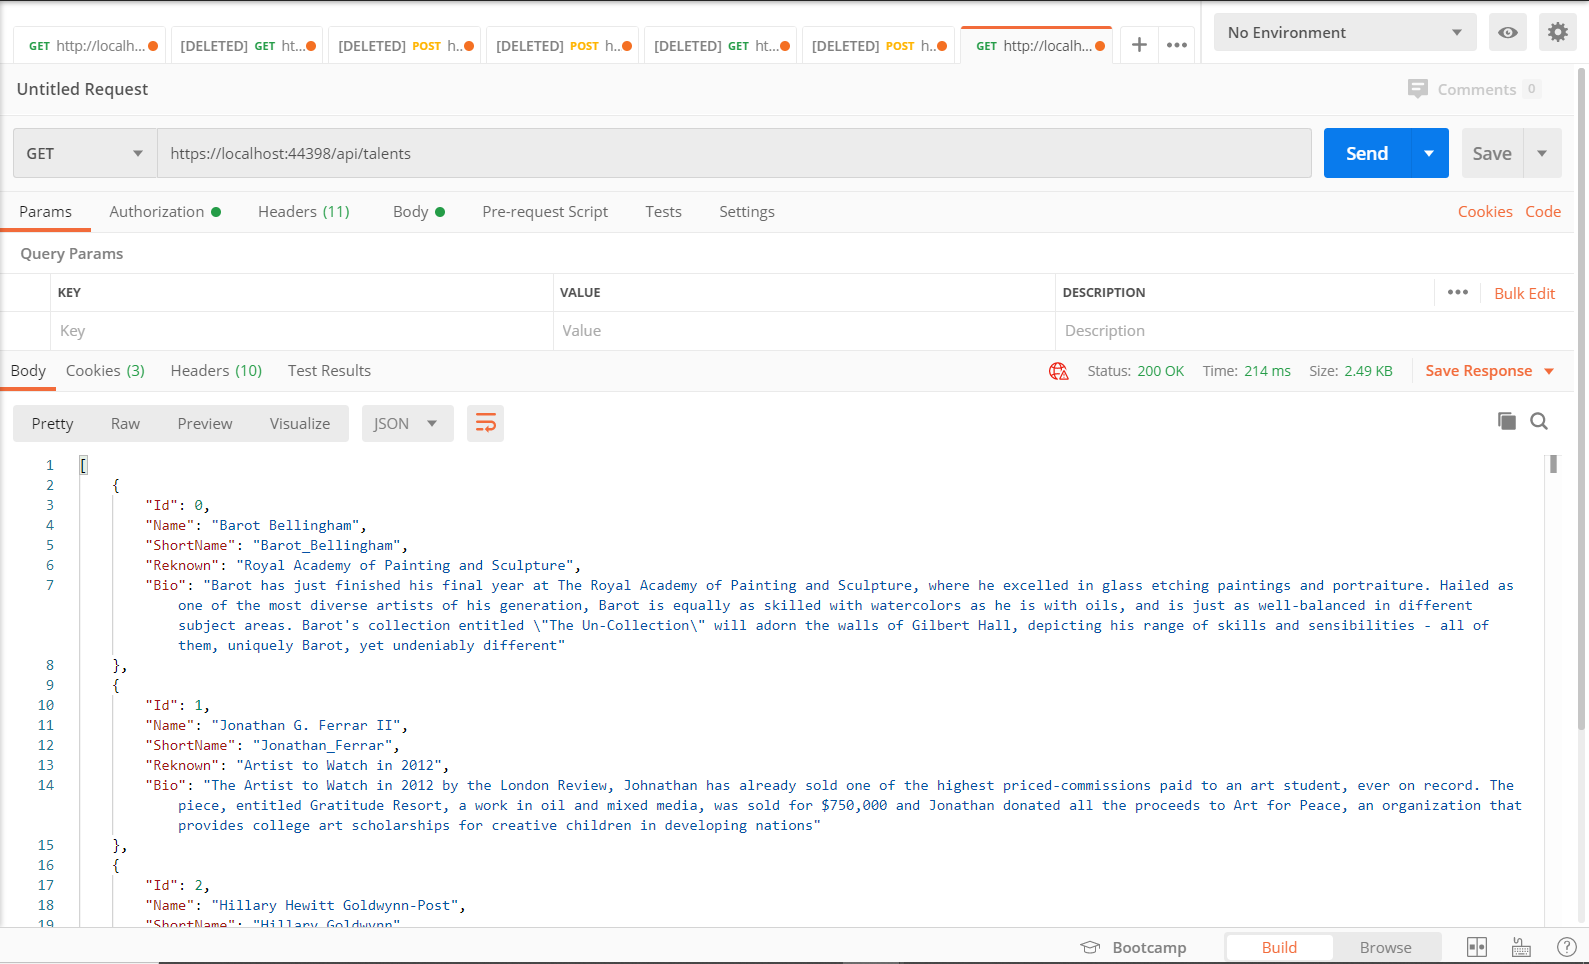 GET http://localh... [DELETED] GET ht... [DELETED] POST h.. [DELETED] POST h.. [DELETED] GET ht... [DELETED] POST h.. GET http://localh... + ••• No Environment
Untitled Request Comments 0
GET https://localhost:44398/api/talents Send Save
Params Authorization Headers (11) Body Pre-request Script Tests Settings Cookies Code
Query Params
KEY VALUE DESCRIPTION ••• Bulk Edit
Key Value Description
Body Cookies (3) Headers (10) Test Results Status: 200 OK Time: 214 ms Size: 2.49 KB Save Response
Pretty Raw Preview Visualize JSON
1 [
2 {
3 "Id": 0,
4 "Name": "Barot Bellingham",
5 "ShortName": "Barot_Bellingham",
6 "Reknown": "Royal Academy of Painting and Sculpture",
7 "Bio": "Barot has just finished his final year at The Royal Academy of Painting and Sculpture, where he excelled in glass etching paintings and portraiture. Hailed as
one of the most diverse artists of his generation, Barot is equally as skilled with watercolors as he is with oils, and is just as well-balanced in different
subject areas. Barot's collection entitled \"The Un-Collection\" will adorn the walls of Gilbert Hall, depicting his range of skills and sensibilities - all of
them, uniquely Barot, yet undeniably different"
8 },
9 {
10 "Id": 1,
11 "Name": "Jonathan G. Ferrar II",
12 "ShortName": "Jonathan_Ferrar",
13 "Reknown": "Artist to Watch in 2012",
14 "Bio": "The Artist to Watch in 2012 by the London Review, Johnathan has already sold one of the highest priced-commissions paid to an art student, ever on record. The
piece, entitled Gratitude Resort, a work in oil and mixed media, was sold for $750,000 and Jonathan donated all the proceeds to Art for Peace, an organization that
provides college art scholarships for creative children in developing nations"
15 },
16 {
17 "Id": 2,
18 "Name": "Hillary Hewitt Goldwynn-Post",
19 "ShortName": "Hillary_Goldwynn"
Bootcamp Build Browse ?